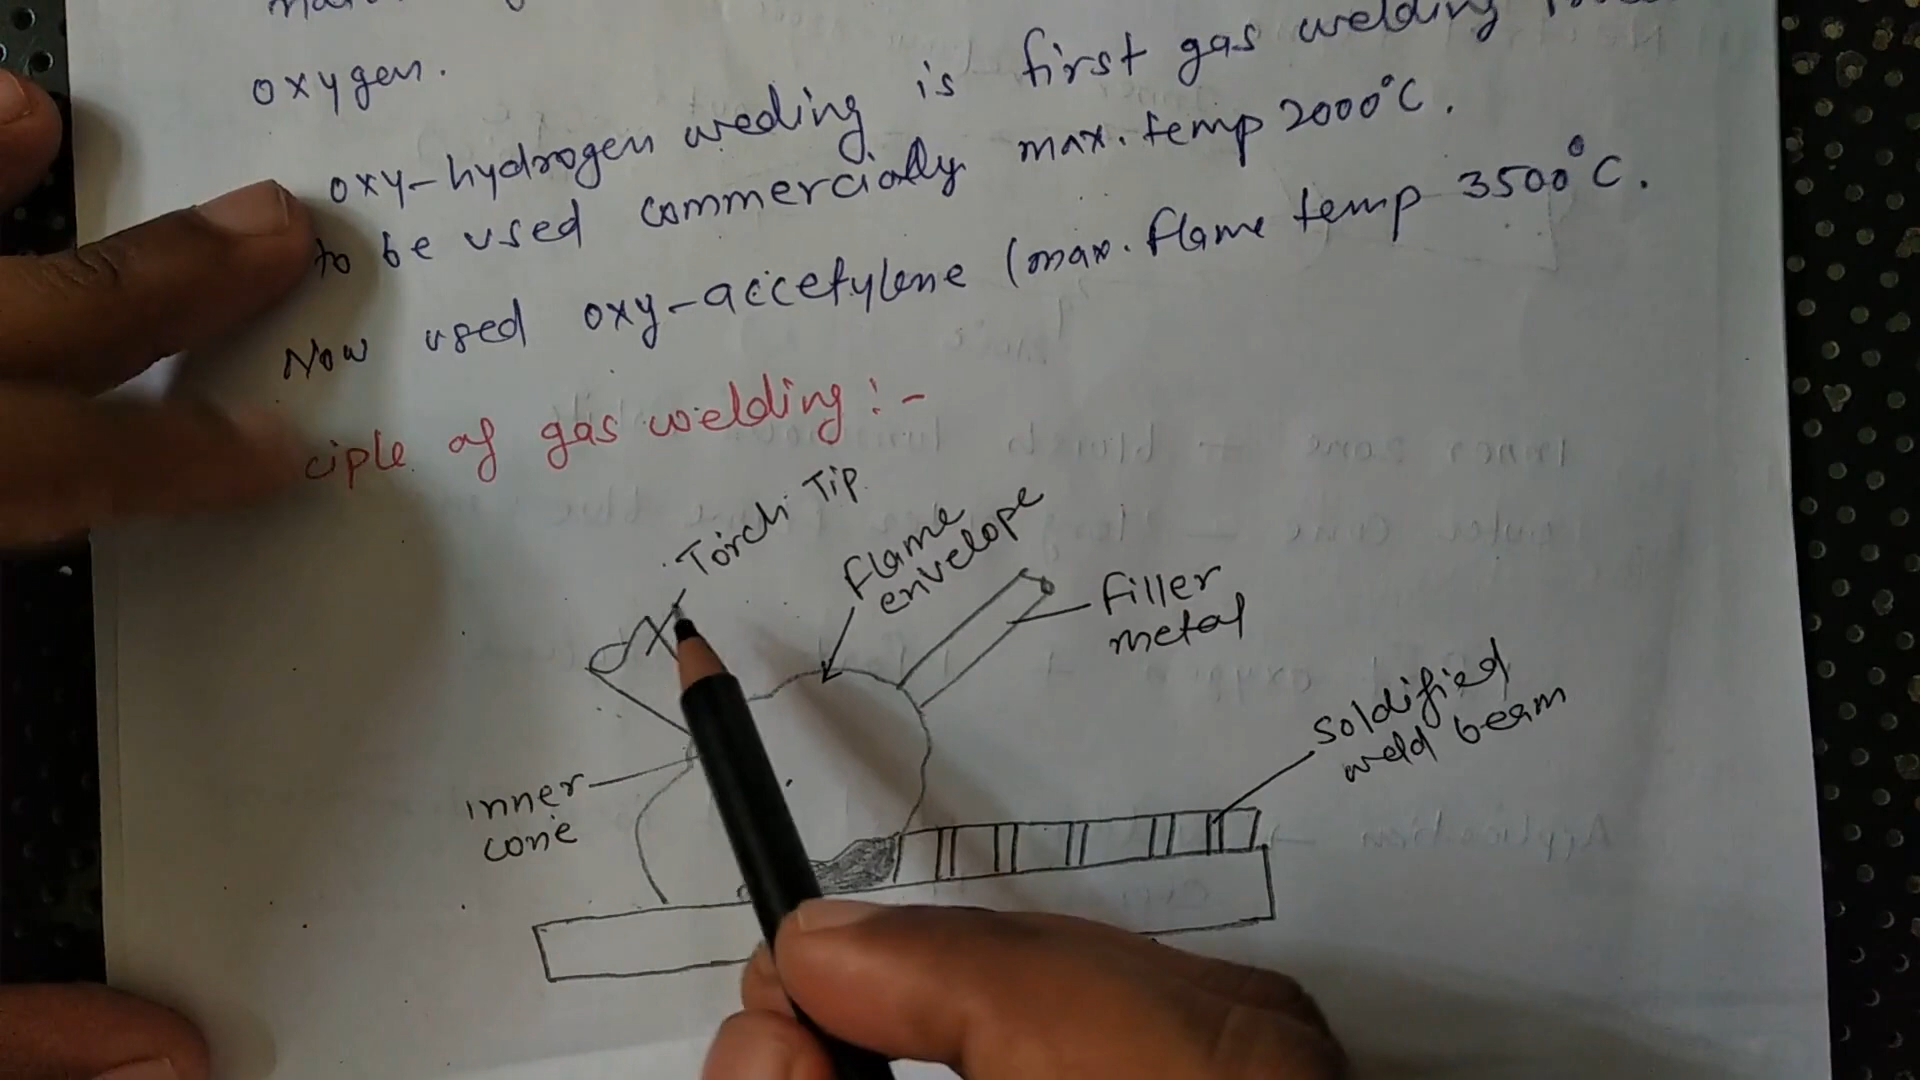 oxygen.
oxy-hydrogen weding is first gas welding
to be used commercially max. temp 2000°C.
Now used oxy-accetylene (max. flame temp 3500°C.
ciple of gas welding:-
Torch Tip
Flame
envelope
Filler
metal
Soldified
weld beam
inner
cone